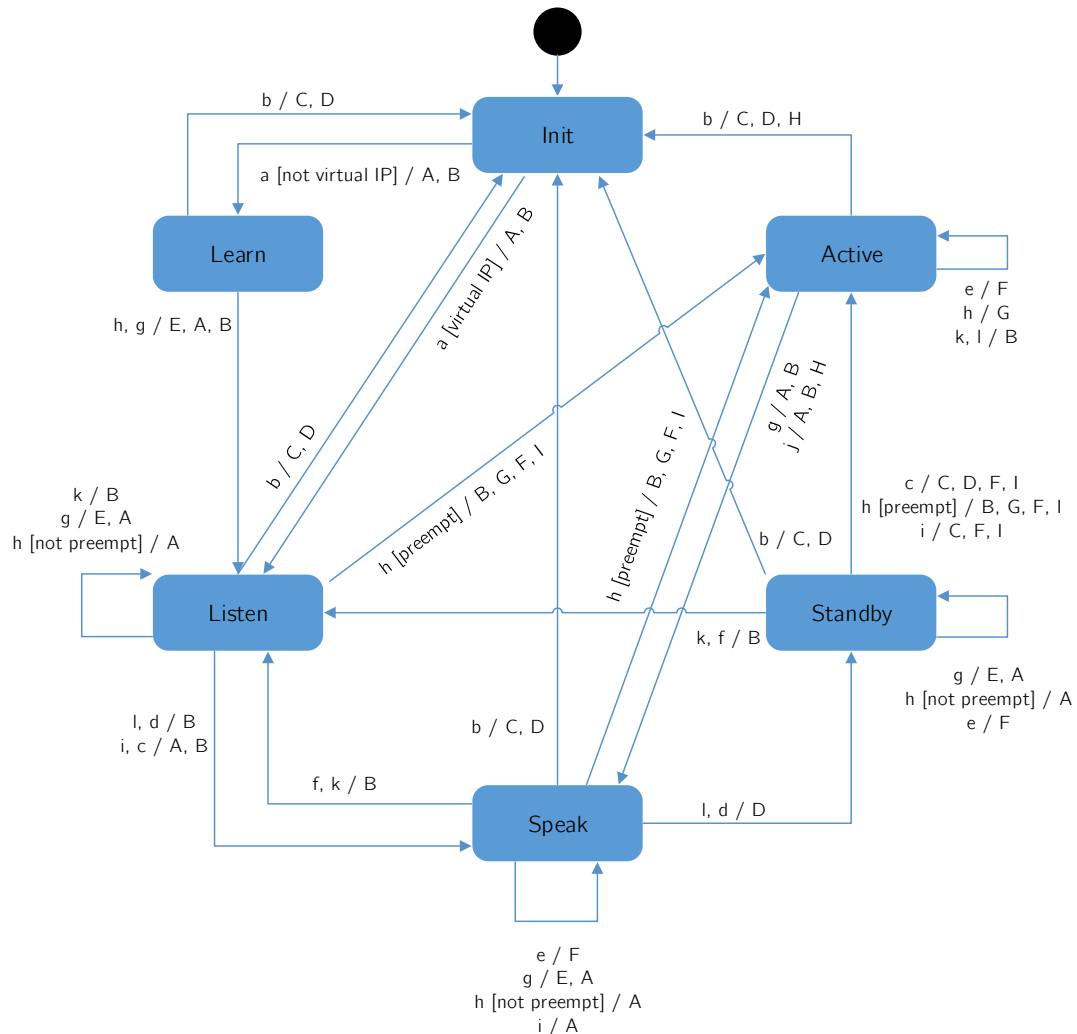 b / C, D
Init
b / C, D, H
a [not virtual IP] / A, B
Learn
a [virtual IP] / A, B
Active
e / F
h / G
k, l / B
h, g / E, A, B
g / A, B
j / A, B, H
b / C, D
h [preempt] / B, G, F, I
h [preempt] / B, G, F, I
c / C, D, F, I
h [preempt] / B, G, F, I
i / C, F, I
k / B
g / E, A
h [not preempt] / A
b / C, D
Listen
Standby
k, f / B
g / E, A
h [not preempt] / A
e / F
l, d / B
i, c / A, B
b / C, D
f, k / B
Speak
l, d / D
e / F
g / E, A
h [not preempt] / A
i / A